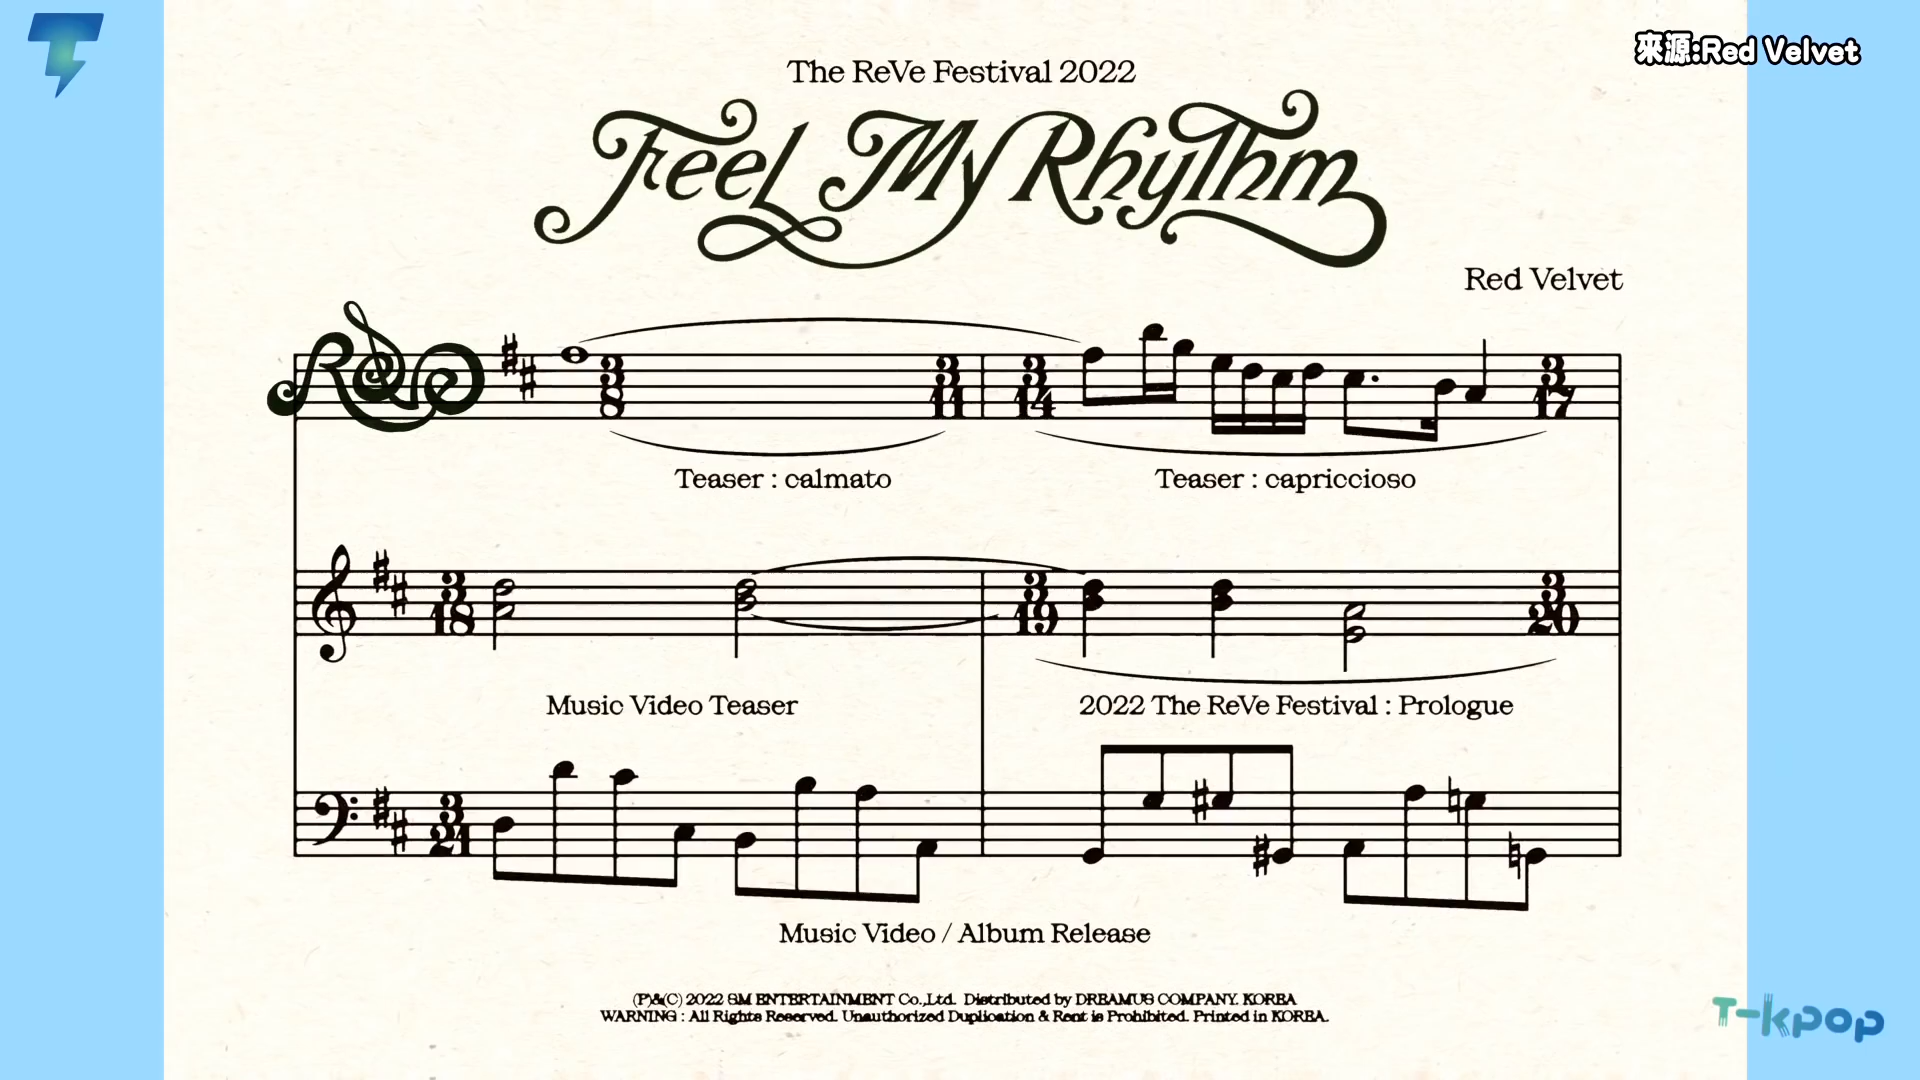 來源:Red Velvet
The ReVe Festival 2022
Feel My Rhythm
Red Velvet
3 8
3 11
3 14
3 17
Teaser : calmato
Teaser : capriccioso
3 18
3 19
3 20
Music Video Teaser
2022 The ReVe Festival : Prologue
3 21
Music Video / Album Release
(P)&(C) 2022 SM ENTERTAINMENT Co.,Ltd. Distributed by DREAMUS COMPANY. KOREA
WARNING : All Rights Reserved. Unauthorized Duplication & Rent is Prohibited. Printed in KOREA.
T-kpop